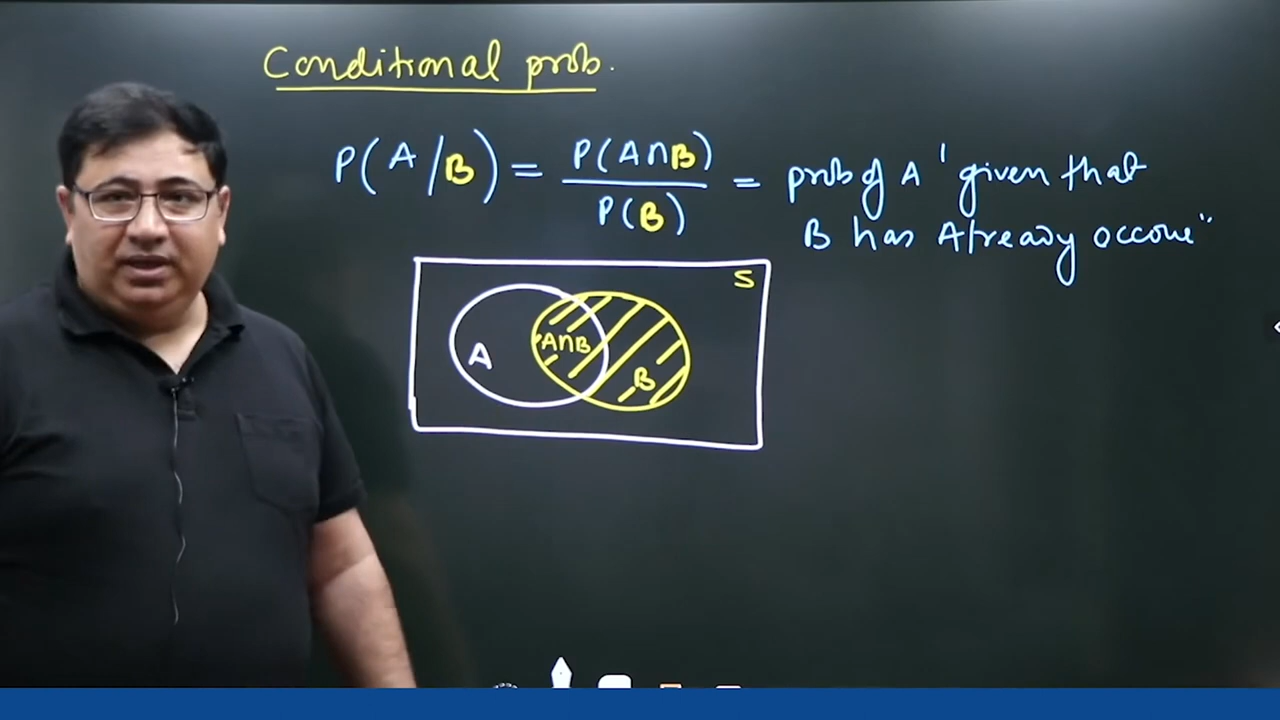 Conditional prob.
P(A/B) = P(A∩B) / P(B) = prob of A ' given that
B has Already occure"
S
A
A∩B
B